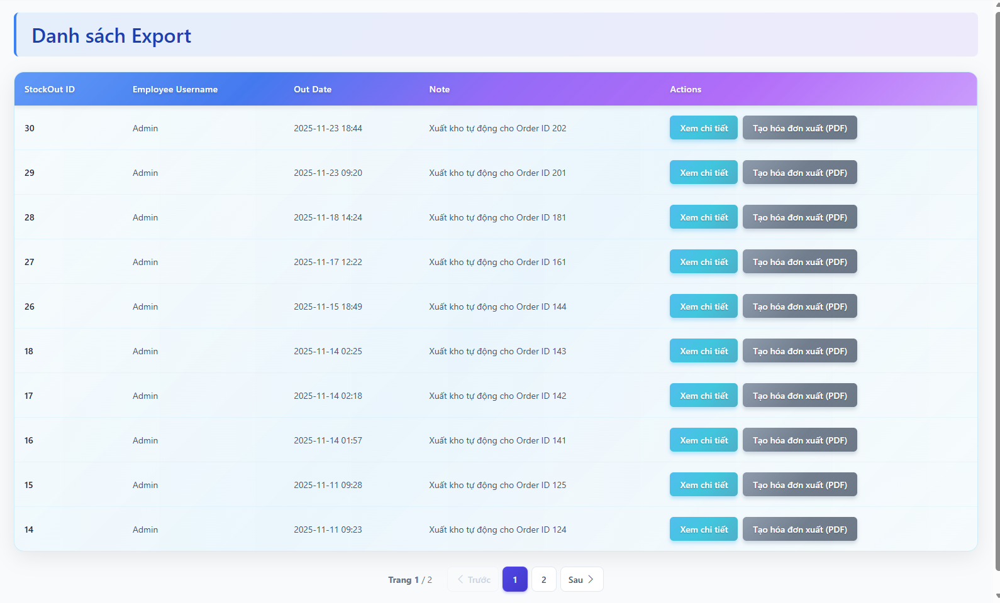 Danh sách Export
StockOut ID Employee Username Out Date Note Actions
30 Admin 2025-11-23 18:44 Xuất kho tự động cho Order ID 202 Xem chi tiết Tạo hóa đơn xuất (PDF)
29 Admin 2025-11-23 09:20 Xuất kho tự động cho Order ID 201 Xem chi tiết Tạo hóa đơn xuất (PDF)
28 Admin 2025-11-18 14:24 Xuất kho tự động cho Order ID 181 Xem chi tiết Tạo hóa đơn xuất (PDF)
27 Admin 2025-11-17 12:22 Xuất kho tự động cho Order ID 161 Xem chi tiết Tạo hóa đơn xuất (PDF)
26 Admin 2025-11-15 18:49 Xuất kho tự động cho Order ID 144 Xem chi tiết Tạo hóa đơn xuất (PDF)
18 Admin 2025-11-14 02:25 Xuất kho tự động cho Order ID 143 Xem chi tiết Tạo hóa đơn xuất (PDF)
17 Admin 2025-11-14 02:18 Xuất kho tự động cho Order ID 142 Xem chi tiết Tạo hóa đơn xuất (PDF)
16 Admin 2025-11-14 01:57 Xuất kho tự động cho Order ID 141 Xem chi tiết Tạo hóa đơn xuất (PDF)
15 Admin 2025-11-11 09:28 Xuất kho tự động cho Order ID 125 Xem chi tiết Tạo hóa đơn xuất (PDF)
14 Admin 2025-11-11 09:23 Xuất kho tự động cho Order ID 124 Xem chi tiết Tạo hóa đơn xuất (PDF)
Trang 1 / 2 Trước 1 2 Sau